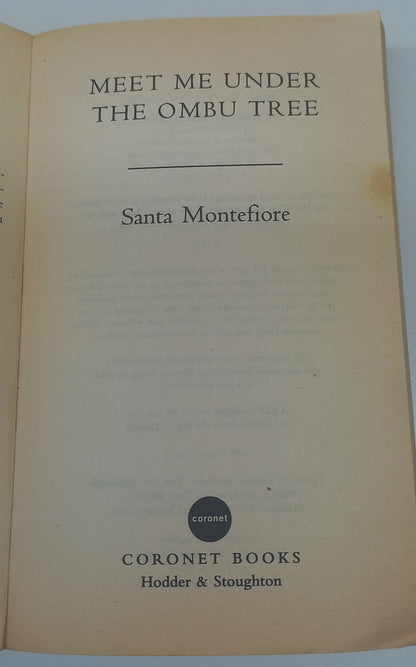 MEET ME UNDER
THE OMBU TREE
Santa Montefiore
coronet
CORONET BOOKS
Hodder & Stoughton